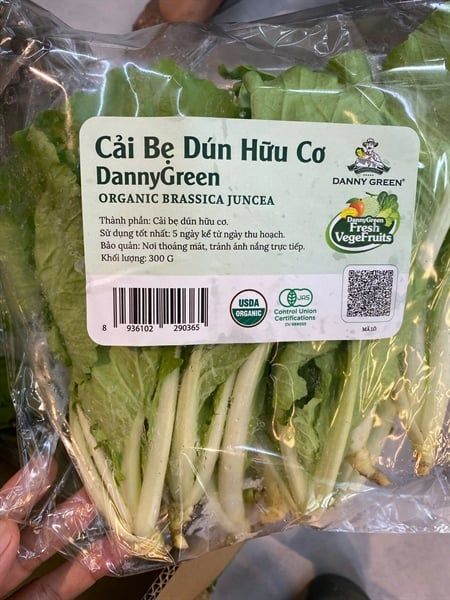 Cải Bẹ Dún Hữu Cơ
DannyGreen
ORGANIC BRASSICA JUNCEA
DANNY GREEN®
DannyGreen
Fresh
VegeFruits
Thành phần: Cải bẹ dún hữu cơ.
Sử dụng tốt nhất: 5 ngày kể từ ngày thu hoạch.
Bảo quản: Nơi thoáng mát, tránh ánh nắng trực tiếp.
Khối lượng: 300 G
8 936102 290365
USDA
ORGANIC
JAS
Control Union
Certifications
MÃ LÔ